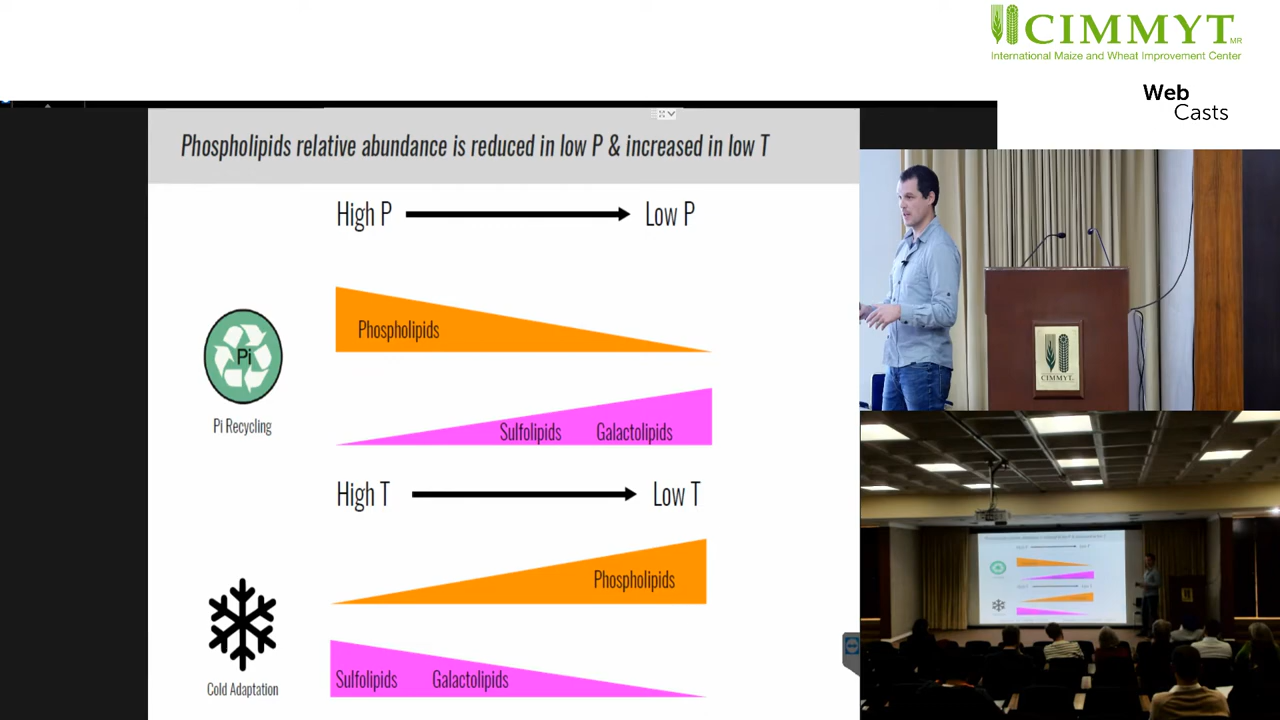 CIMMYT MR
International Maize and Wheat Improvement Center
Web
Casts
Phospholipids relative abundance is reduced in low P & increased in low T
High P
Low P
Phospholipids
Pi
Pi Recycling
Sulfolipids
Galactolipids
High T
Low T
Phospholipids
Cold Adaptation
Sulfolipids
Galactolipids
CIMMYT